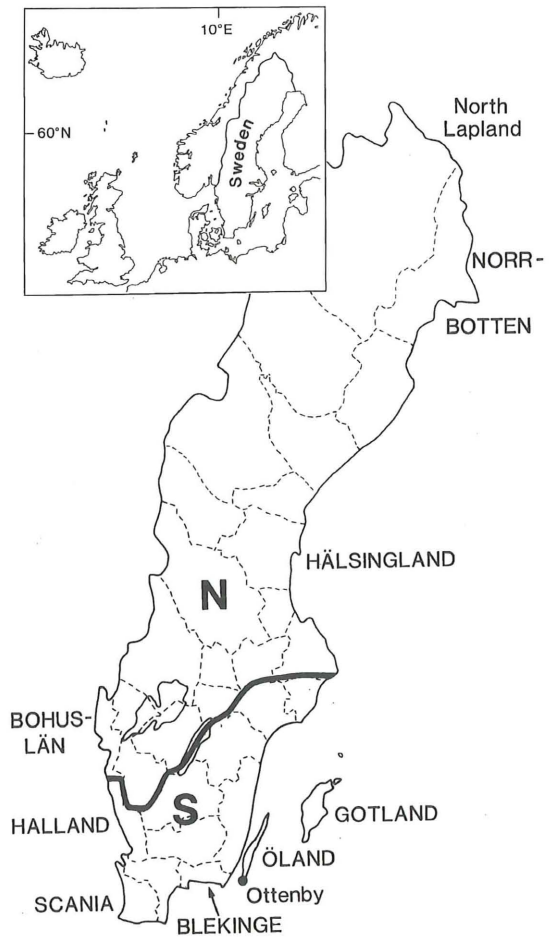 10°E
60°N
Sweden
North
Lapland
NORR-
BOTTEN
HÄLSINGLAND
N
BOHUS-
LÄN
S
HALLAND
GOTLAND
ÖLAND
Ottenby
SCANIA
BLEKINGE